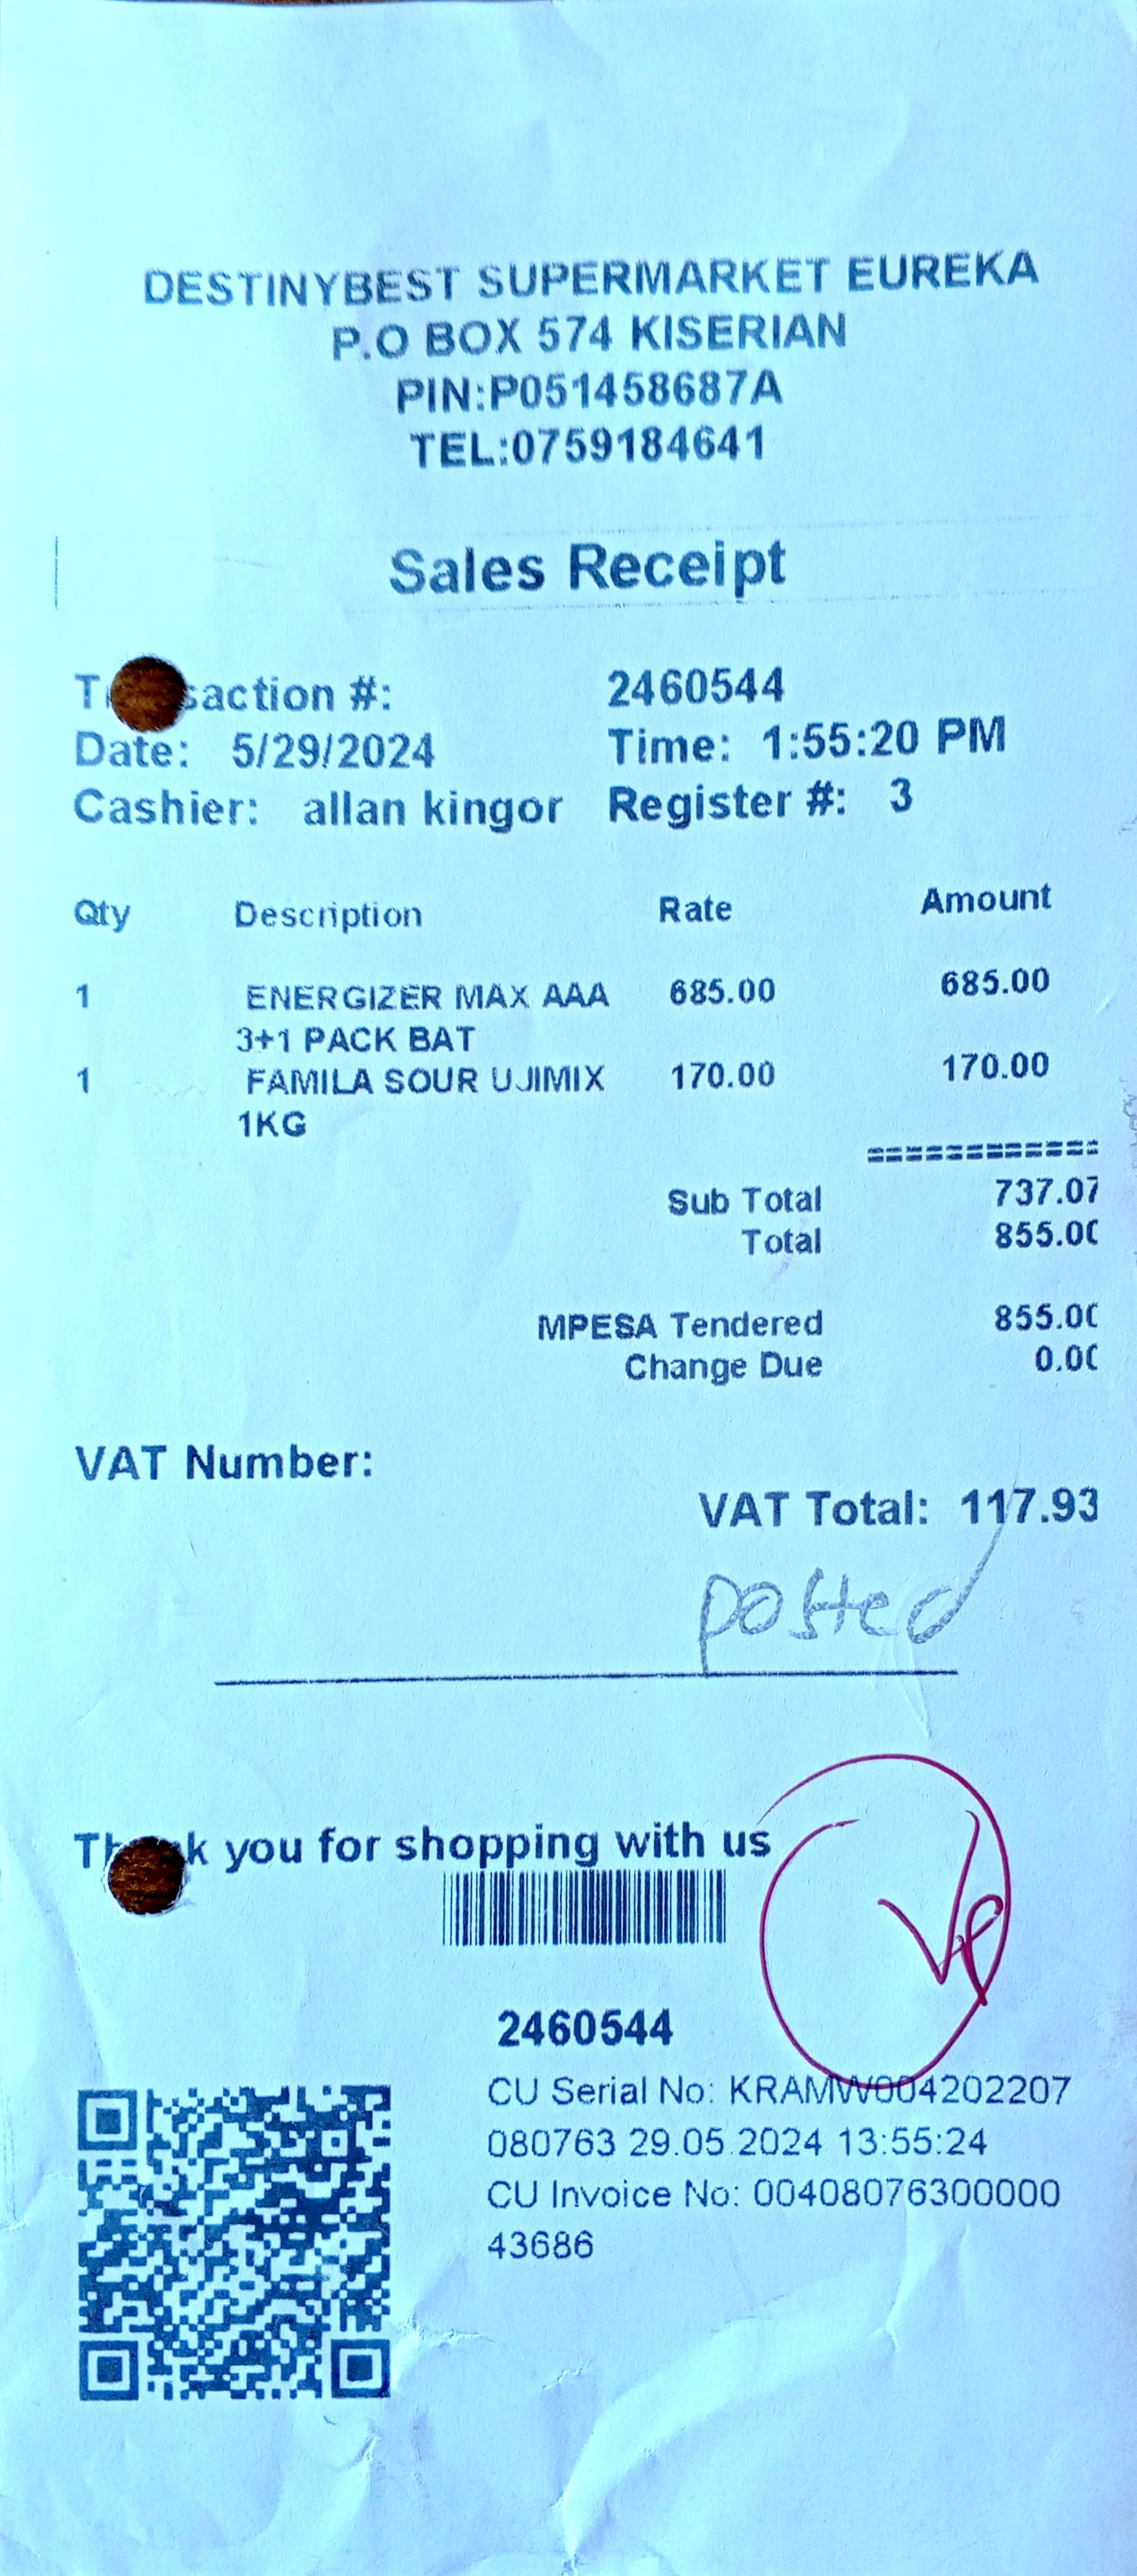 DESTINYBEST SUPERMARKET EUREKA
P.O BOX 574 KISERIAN
PIN:P051458687A
TEL:0759184641
Sales Receipt
Transaction #: 2460544
Date: 5/29/2024 Time: 1:55:20 PM
Cashier: allan kingor Register #: 3
Qty Description Rate Amount
1 ENERGIZER MAX AAA 685.00 685.00
3+1 PACK BAT
1 FAMILA SOUR UJIMIX 170.00 170.00
1KG
============
Sub Total 737.07
Total 855.00
MPESA Tendered 855.00
Change Due 0.00
VAT Number:
VAT Total: 117.93
posted
Thank you for shopping with us
2460544
CU Serial No: KRAMW004202207
080763 29.05.2024 13:55:24
CU Invoice No: 00408076300000
43686